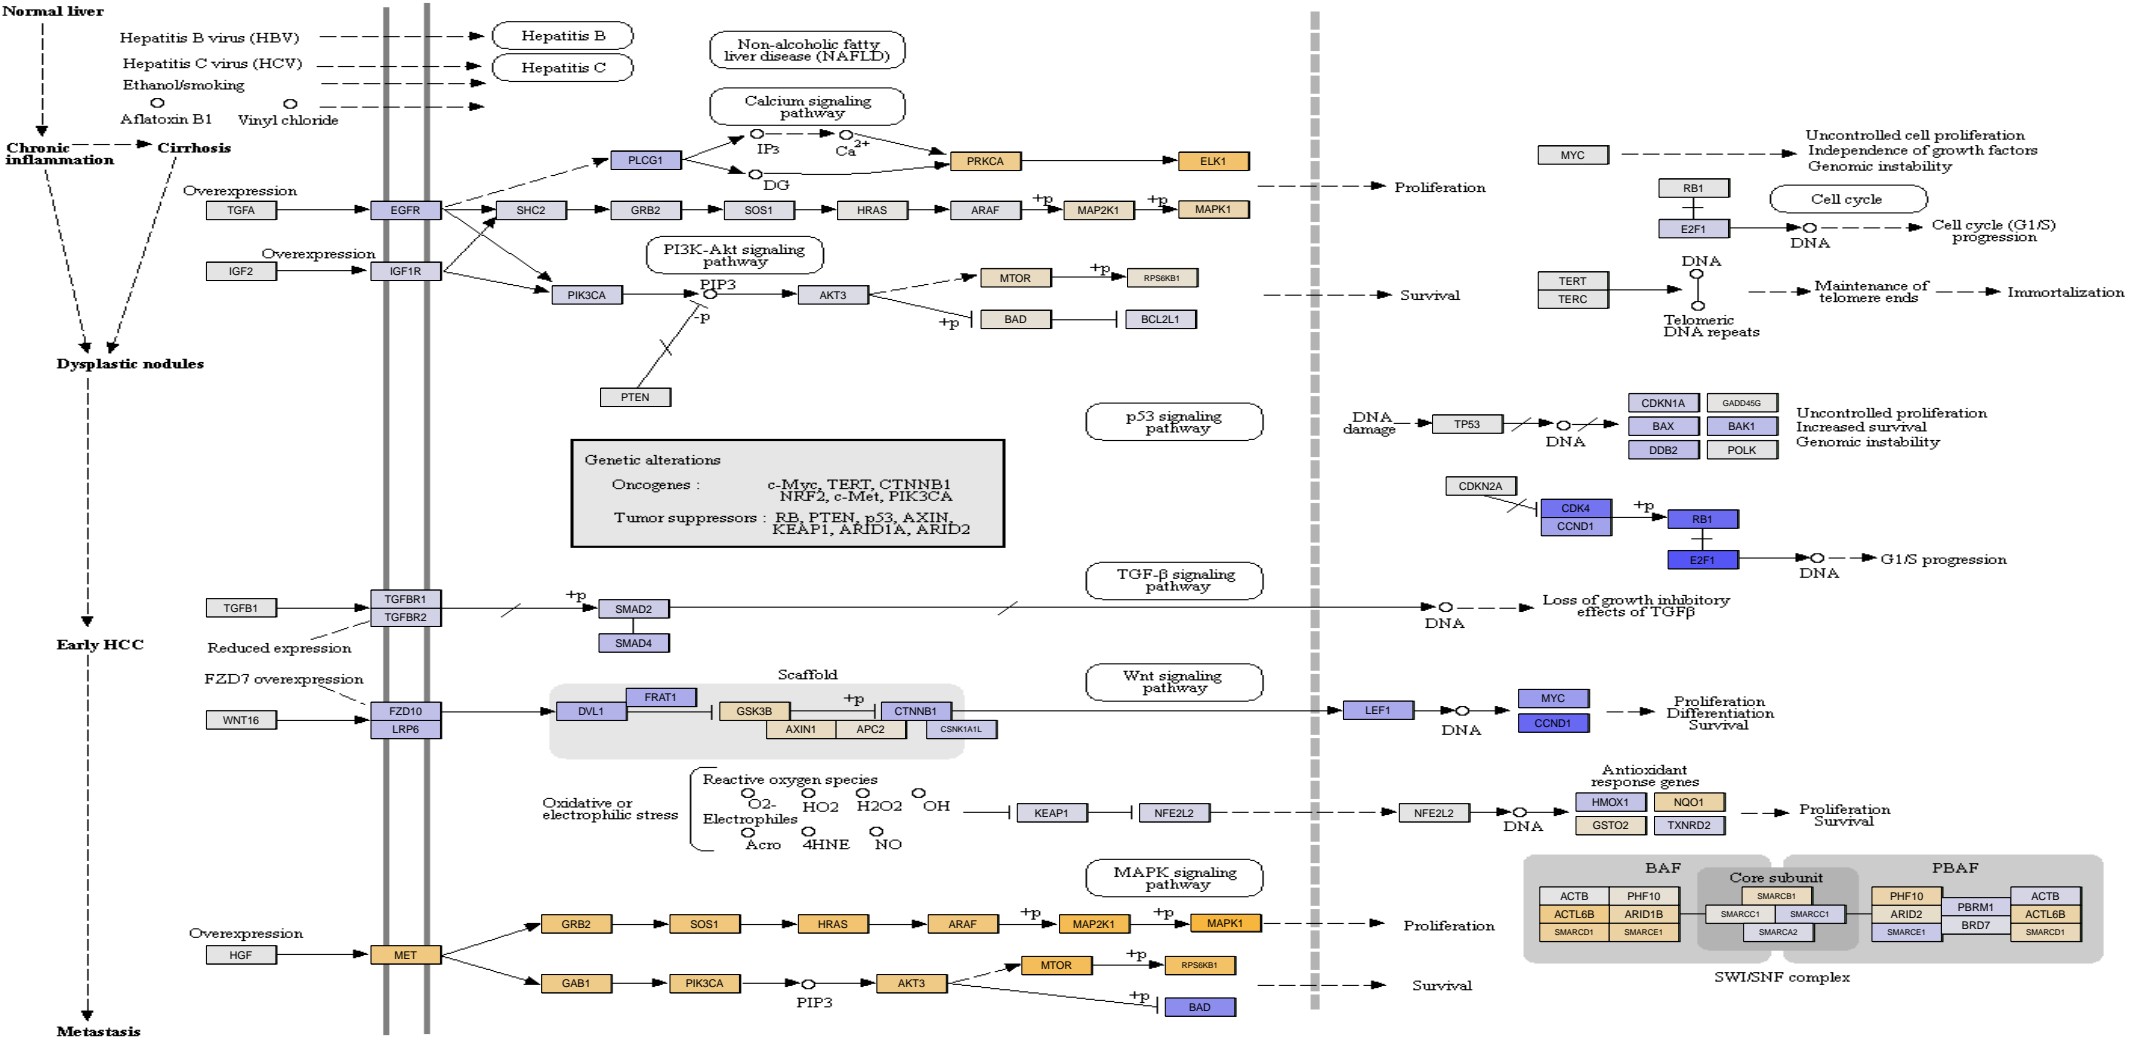 Normal liver
Hepatitis B virus (HBV)
Hepatitis B
Hepatitis C virus (HCV)
Hepatitis C
Ethanol/smoking
Aflatoxin B1
Vinyl chloride
Non-alcoholic fatty
liver disease (NAFLD)
Calcium signaling
pathway
Chronic
inflammation
Cirrhosis
IP3
Ca2+
DG
PLCG1
PRKCA
ELK1
Overexpression
TGFA
EGFR
SHC2
GRB2
SOS1
HRAS
ARAF
+p
MAP2K1
+p
MAPK1
Proliferation
Overexpression
IGF2
IGF1R
PI3K-Akt signaling
pathway
PIK3CA
PIP3
-p
AKT3
MTOR
+p
RPS6KB1
+p
BAD
BCL2L1
Survival
PTEN
MYC
Uncontrolled cell proliferation
Independence of growth factors
Genomic instability
RB1
Cell cycle
E2F1
DNA
Cell cycle (G1/S)
progression
TERT
TERC
DNA
Telomeric
DNA repeats
Maintenance of
telomere ends
Immortalization
Dysplastic nodules
p53 signaling
pathway
DNA
damage
TP53
DNA
CDKN1A
GADD45G
BAX
BAK1
DDB2
POLK
Uncontrolled proliferation
Increased survival
Genomic instability
Genetic alterations
Oncogenes : c-Myc, TERT, CTNNB1
NRF2, c-Met, PIK3CA
Tumor suppressors : RB, PTEN, p53, AXIN,
KEAP1, ARID1A, ARID2
CDKN2A
CDK4
CCND1
+p
RB1
E2F1
DNA
G1/S progression
TGF-β signaling
pathway
TGFB1
TGFBR1
TGFBR2
+p
SMAD2
SMAD4
DNA
Loss of growth inhibitory
effects of TGFβ
Reduced expression
Early HCC
FZD7 overexpression
Scaffold
Wnt signaling
pathway
WNT16
FZD10
LRP6
DVL1
FRAT1
GSK3B
+p
CTNNB1
AXIN1
APC2
CSNK1A1L
LEF1
DNA
MYC
CCND1
Proliferation
Differentiation
Survival
Oxidative or
electrophilic stress
Reactive oxygen species
O2-
HO2
H2O2
OH
Electrophiles
Acro
4HNE
NO
KEAP1
NFE2L2
NFE2L2
DNA
Antioxidant
response genes
HMOX1
NQO1
GSTO2
TXNRD2
Proliferation
Survival
MAPK signaling
pathway
Overexpression
HGF
MET
GRB2
SOS1
HRAS
ARAF
+p
MAP2K1
+p
MAPK1
Proliferation
GAB1
PIK3CA
PIP3
AKT3
MTOR
+p
RPS6KB1
+p
BAD
Survival
BAF
PBAF
Core subunit
ACTB
PHF10
ACTL6B
ARID1B
SMARCD1
SMARCE1
SMARCB1
SMARCC1
SMARCC1
SMARCA2
PHF10
ARID2
SMARCE1
PBRM1
BRD7
ACTB
ACTL6B
SMARCD1
SWI/SNF complex
Metastasis